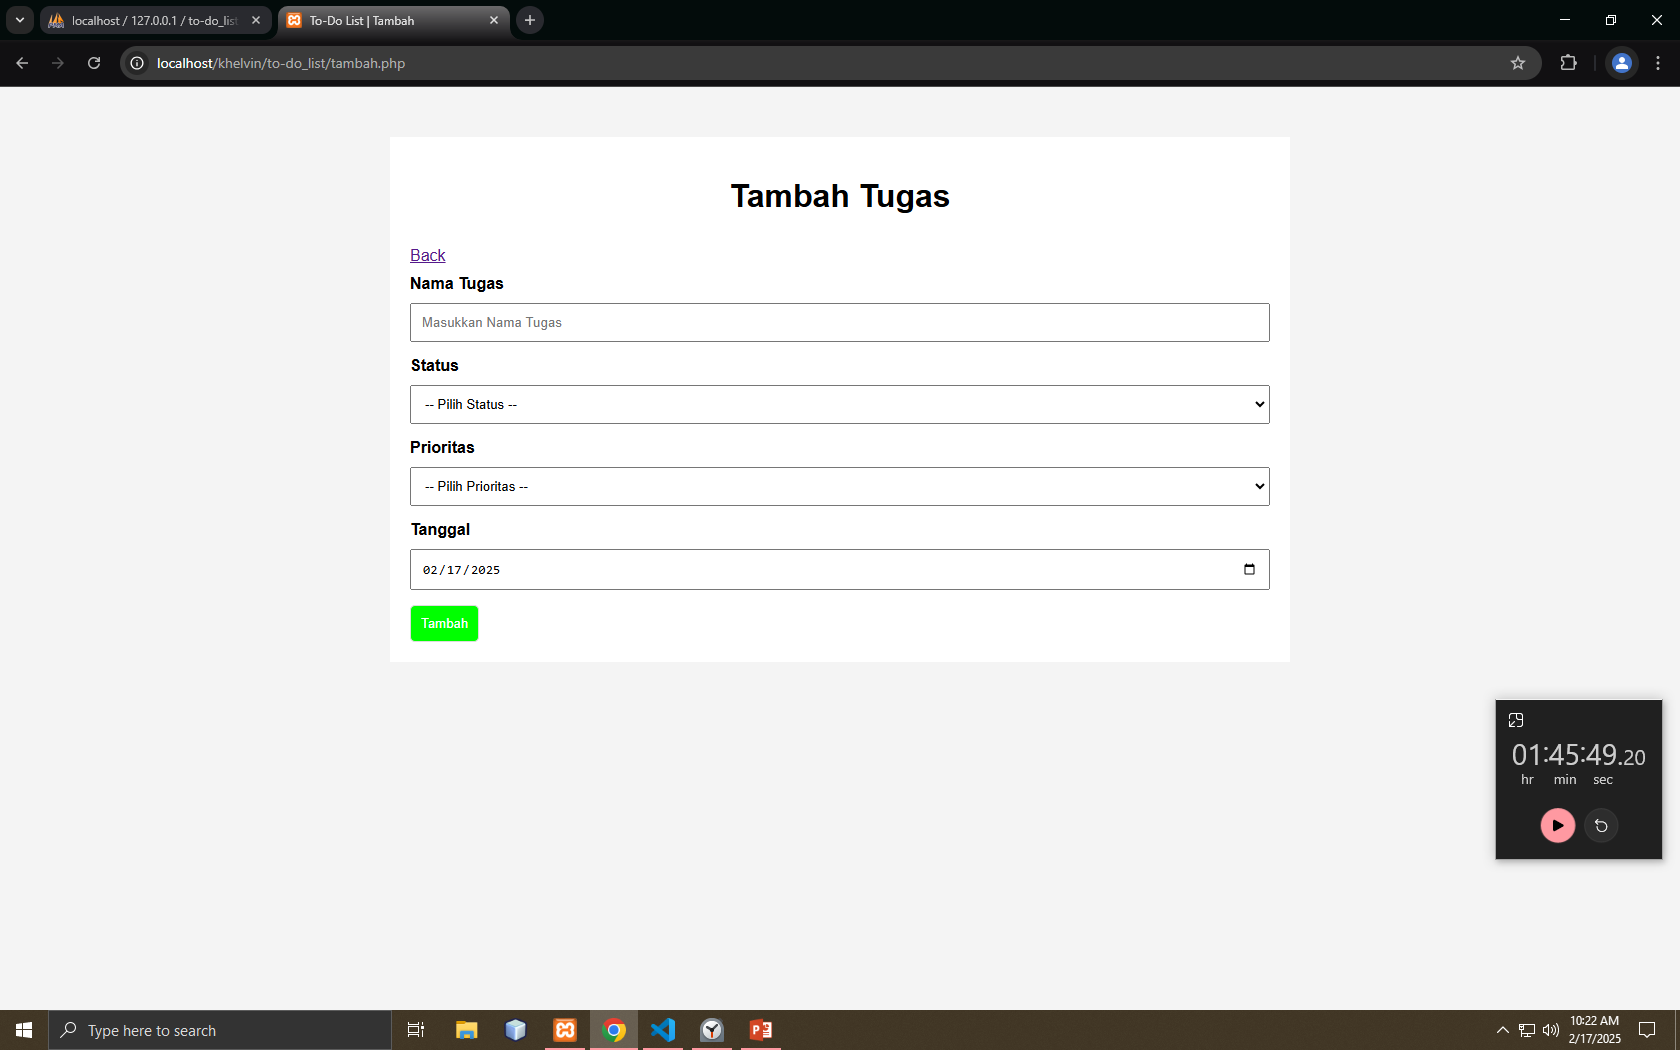 localhost / 127.0.0.1 / to-do_list
To-Do List | Tambah
localhost/khelvin/to-do_list/tambah.php
Tambah Tugas
Back
Nama Tugas
Masukkan Nama Tugas
Status
-- Pilih Status --
Prioritas
-- Pilih Prioritas --
Tanggal
02/17/2025
Tambah
01:45:49.20
hr min sec
Type here to search
10:22 AM
2/17/2025